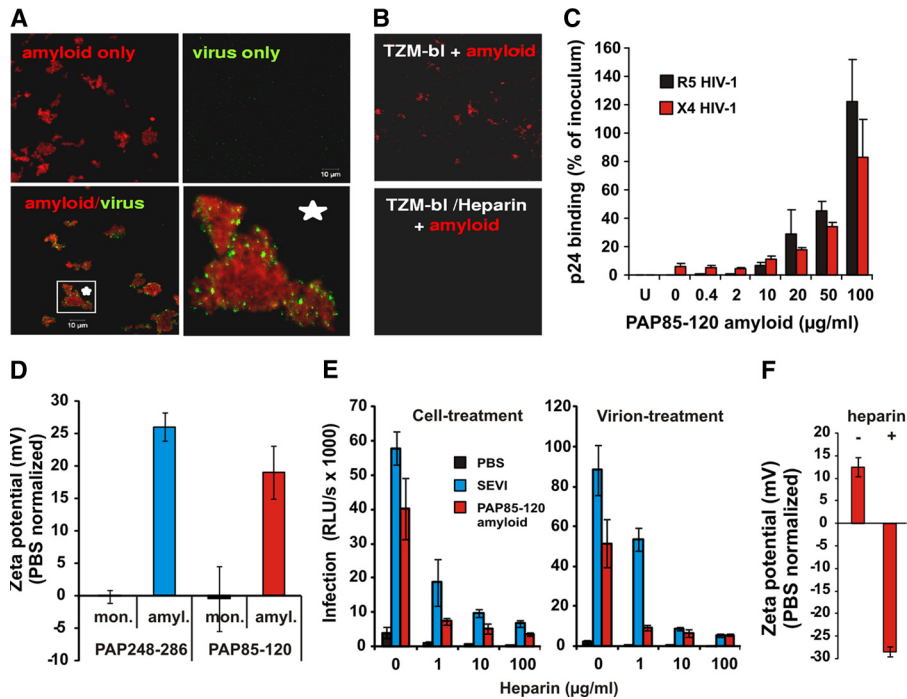 A
amyloid only
virus only
10 µm
amyloid/virus
10 µm
B
TZM-bl + amyloid
TZM-bl /Heparin
+ amyloid
C
p24 binding (% of inoculum)
160
140
120
100
80
60
40
20
0
R5 HIV-1
X4 HIV-1
U 0 0.4 2 10 20 50 100
PAP85-120 amyloid (µg/ml)
D
Zeta potential (mV)
(PBS normalized)
30
25
20
15
10
5
0
-5
-10
mon. amyl. mon. amyl.
PAP248-286 PAP85-120
E
Infection (RLU/s x 1000)
Cell-treatment
70
60
50
40
30
20
10
0
PBS
SEVI
PAP85-120
amyloid
0 1 10 100
Virion-treatment
120
100
80
60
40
20
0
0 1 10 100
Heparin (µg/ml)
F
heparin
- +
Zeta potential (mV)
(PBS normalized)
20
15
10
5
0
-5
-10
-15
-20
-25
-30